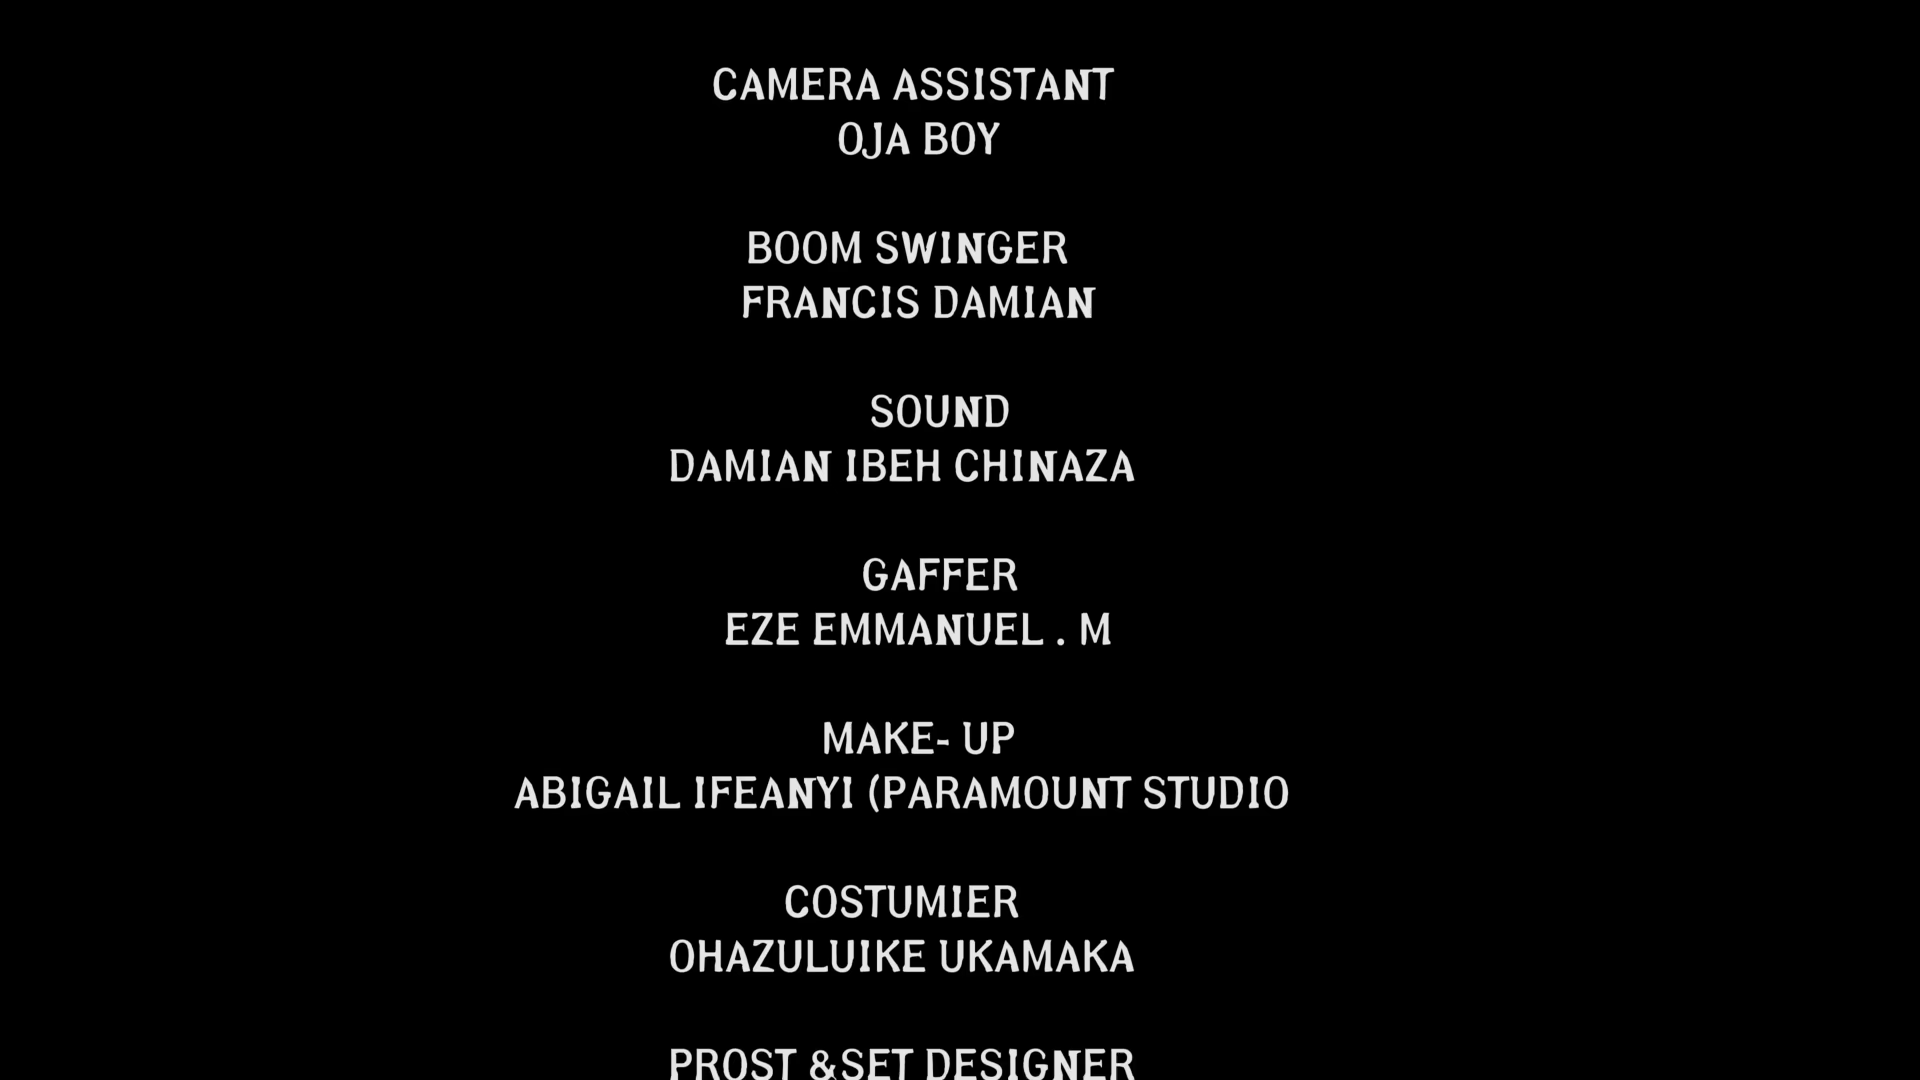 CAMERA ASSISTANT
OJA BOY
BOOM SWINGER
FRANCIS DAMIAN
SOUND
DAMIAN IBEH CHINAZA
GAFFER
EZE EMMANUEL . M
MAKE- UP
ABIGAIL IFEANYI (PARAMOUNT STUDIO
COSTUMIER
OHAZULUIKE UKAMAKA
PROST &SET DESIGNER